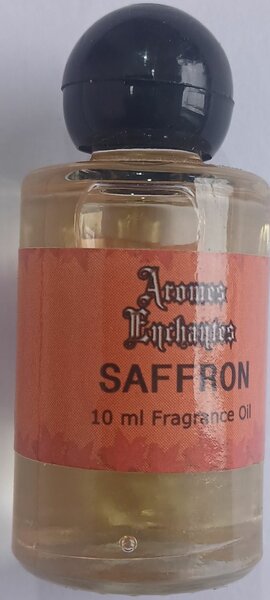 Aromes
Enchantes
SAFFRON
10 ml Fragrance Oil